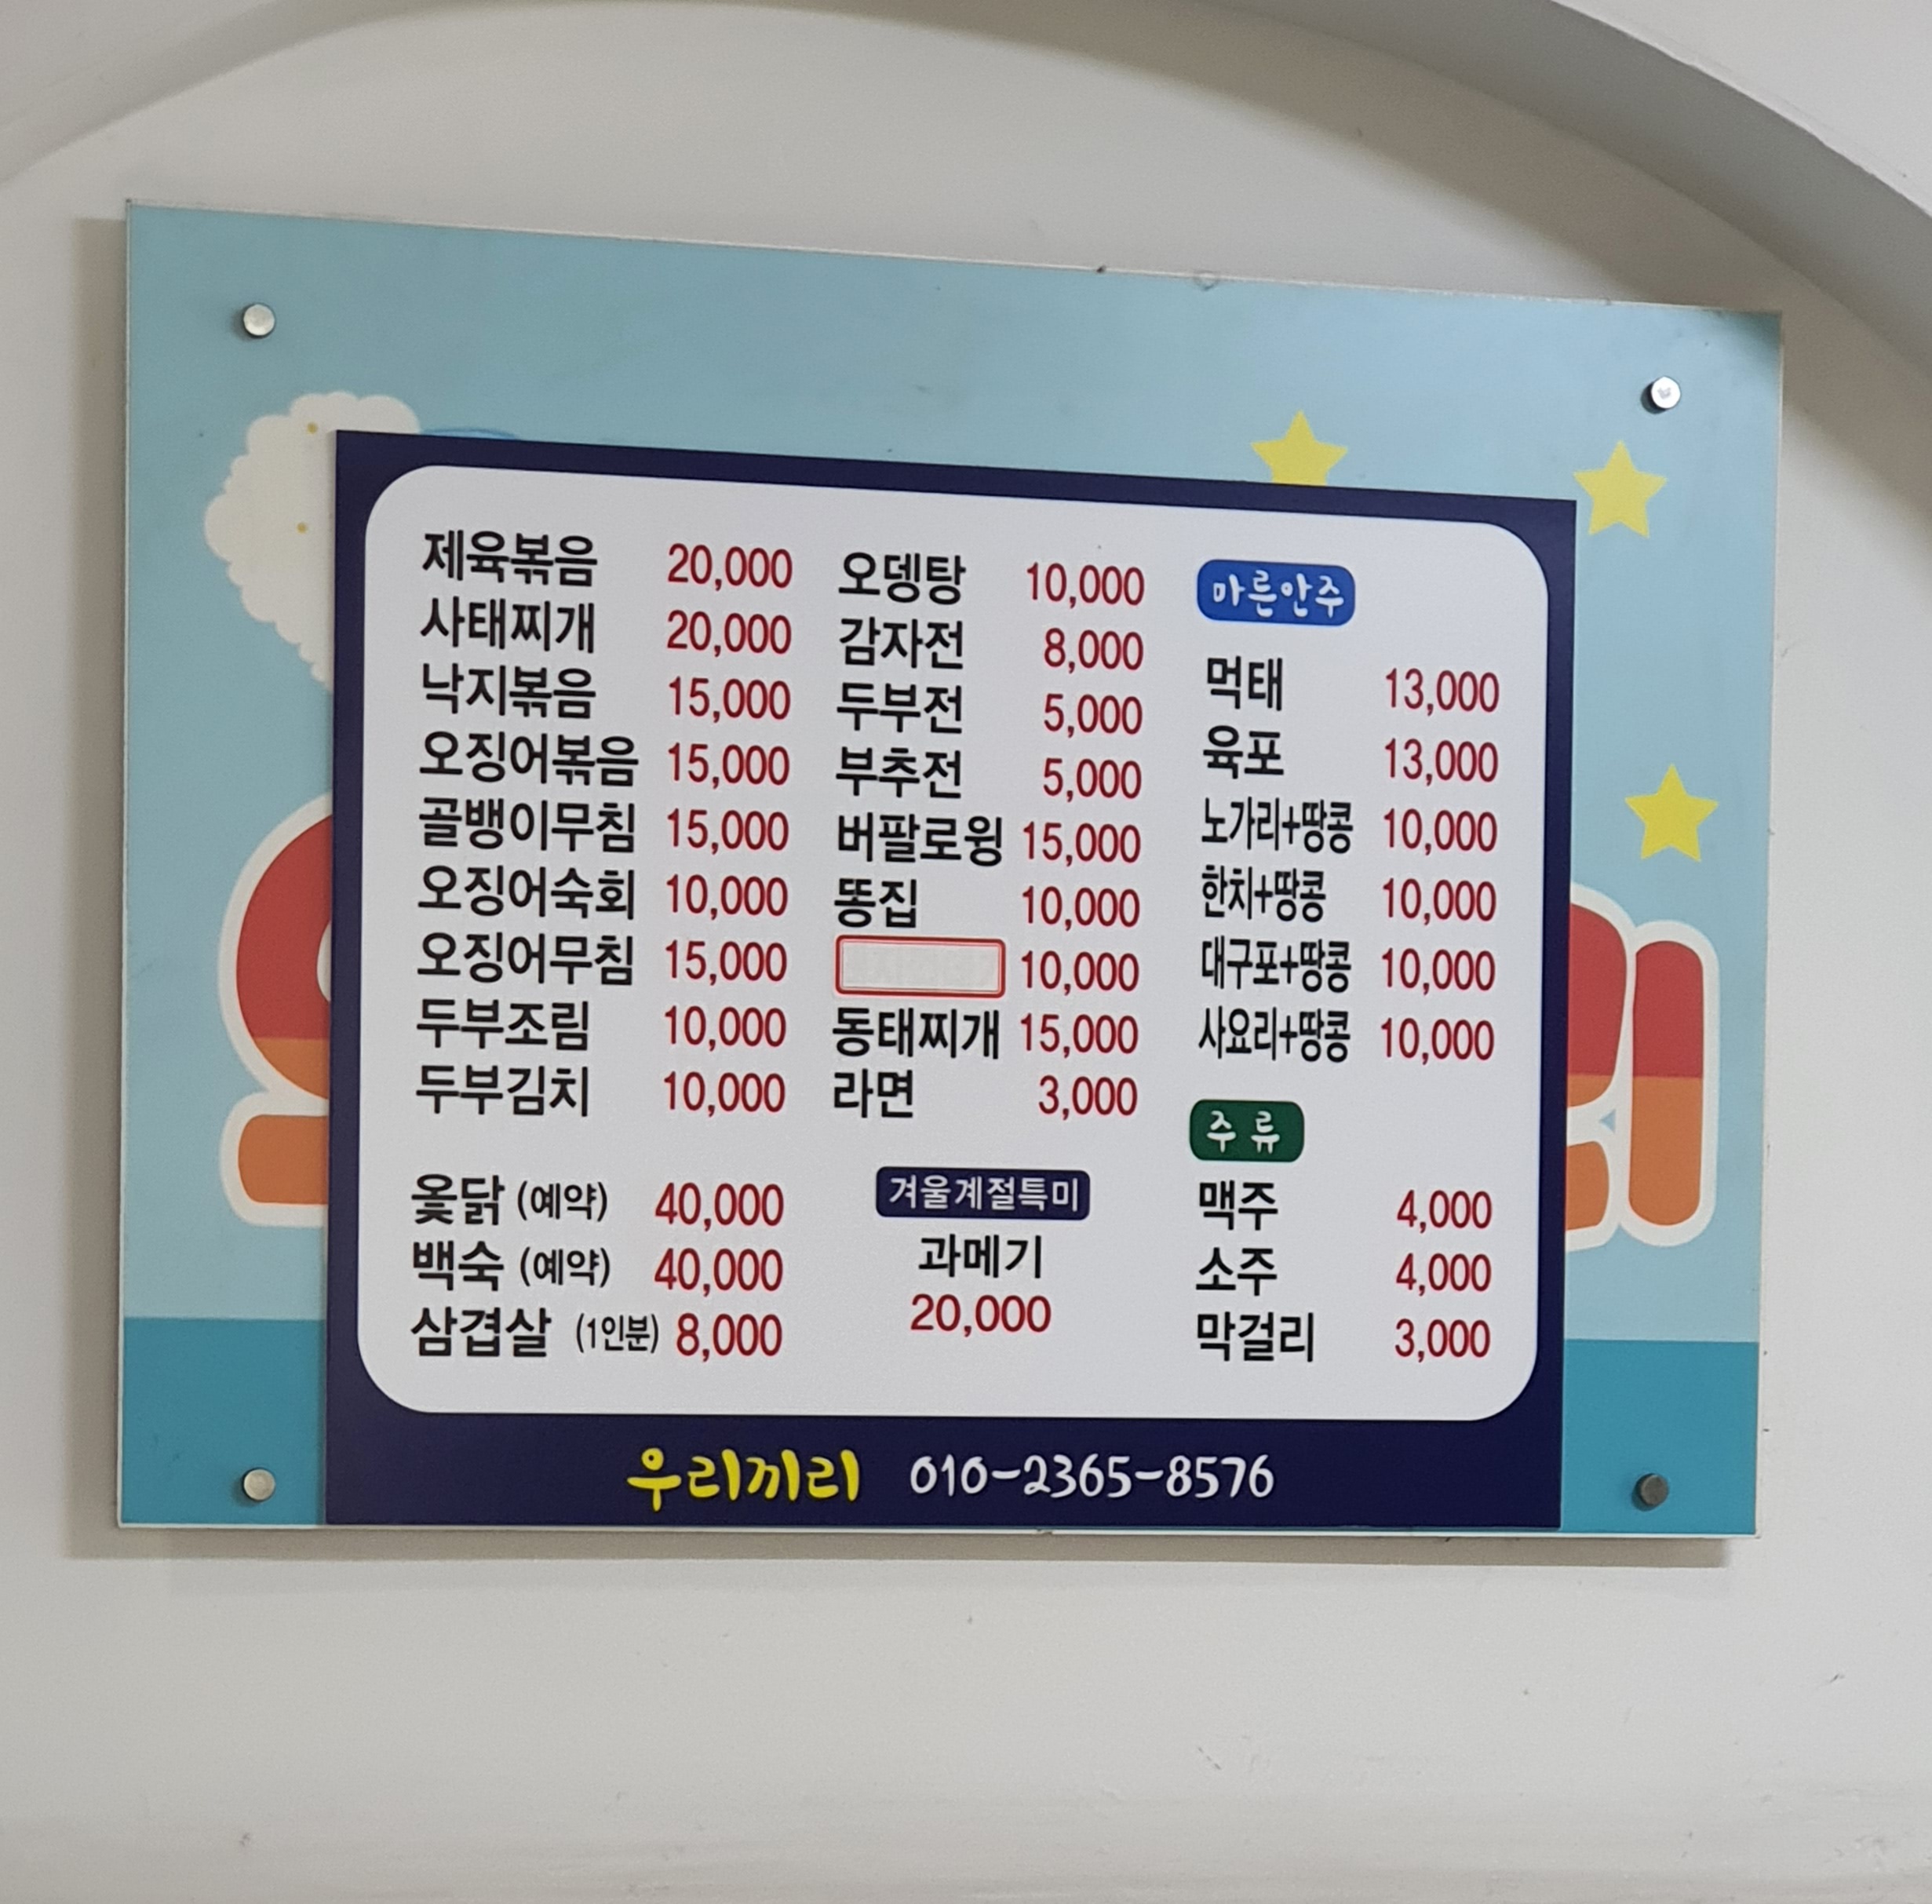 제육볶음 20,000
사태찌개 20,000
낙지볶음 15,000
오징어볶음 15,000
골뱅이무침 15,000
오징어숙회 10,000
오징어무침 15,000
두부조림 10,000
두부김치 10,000
옻닭 (예약) 40,000
백숙 (예약) 40,000
삼겹살 (1인분) 8,000
오뎅탕 10,000
감자전 8,000
두부전 5,000
부추전 5,000
버팔로윙 15,000
똥집 10,000
10,000
동태찌개 15,000
라면 3,000
겨울계절특미
과메기
20,000
마른안주
먹태 13,000
육포 13,000
노가리+땅콩 10,000
한치+땅콩 10,000
대구포+땅콩 10,000
사요리+땅콩 10,000
주류
맥주 4,000
소주 4,000
막걸리 3,000
우리끼리 010-2365-8576